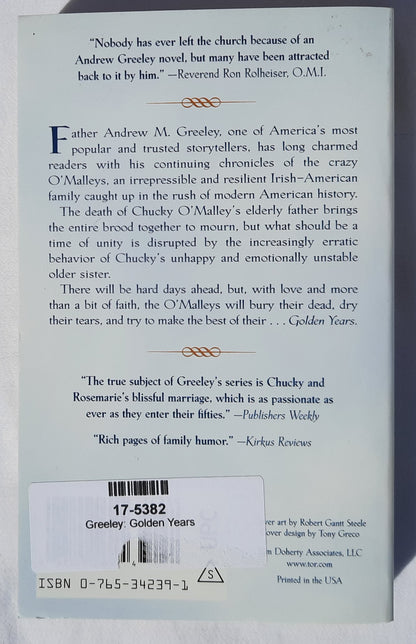 “Nobody has ever left the church because of an
Andrew Greeley novel, but many have been attracted
back to it by him.” —Reverend Ron Rolheiser, O.M.I.
Father Andrew M. Greeley, one of America’s most
popular and trusted storytellers, has long charmed
readers with his continuing chronicles of the crazy
O’Malleys, an irrepressible and resilient Irish-American
family caught up in the rush of modern American history.
The death of Chucky O’Malley’s elderly father brings
the entire brood together to mourn, but what should be a
time of unity is disrupted by the increasingly erratic
behavior of Chucky’s unhappy and emotionally unstable
older sister.
There will be hard days ahead, but, with love and more
than a bit of faith, the O’Malleys will bury their dead, dry
their tears, and try to make the best of their . . . Golden Years.
“The true subject of Greeley’s series is Chucky and
Rosemarie’s blissful marriage, which is as passionate as
ever as they enter their fifties.” —Publishers Weekly
“Rich pages of family humor.” —Kirkus Reviews
17-5382
Greeley: Golden Years
art by Robert Gantt Steele
design by Tony Greco
Doherty Associates, LLC
www.tor.com
Printed in the USA
4
S
ISBN 0-765-34239-1